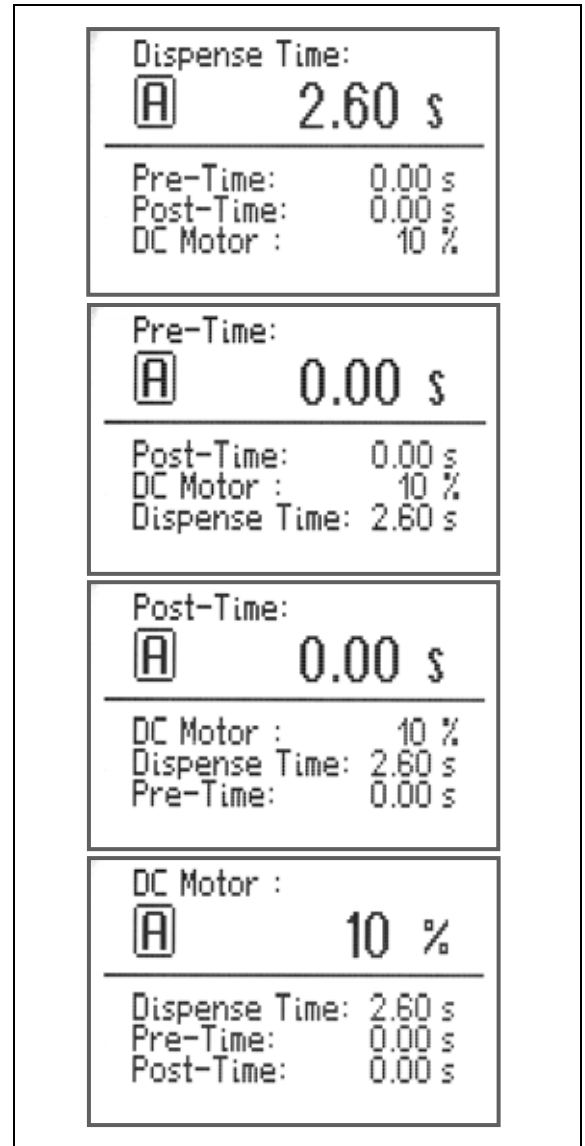 Dispense Time:
A 2.60 s
Pre-Time: 0.00 s
Post-Time: 0.00 s
DC Motor : 10 %
Pre-Time:
A 0.00 s
Post-Time: 0.00 s
DC Motor : 10 %
Dispense Time: 2.60 s
Post-Time:
A 0.00 s
DC Motor : 10 %
Dispense Time: 2.60 s
Pre-Time: 0.00 s
DC Motor :
A 10 %
Dispense Time: 2.60 s
Pre-Time: 0.00 s
Post-Time: 0.00 s